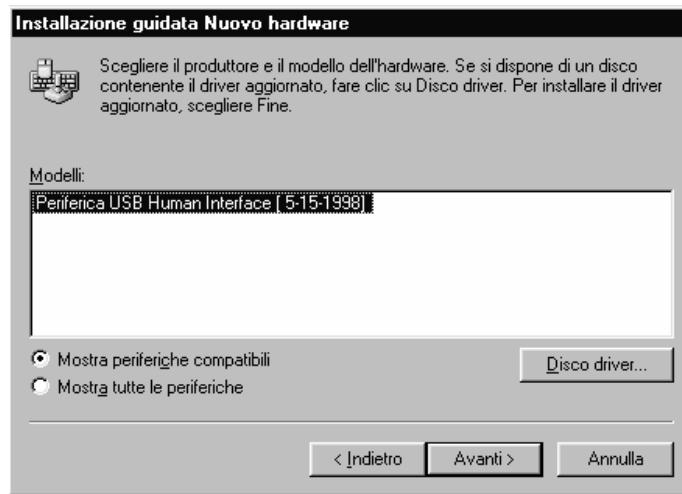 Installazione guidata Nuovo hardware
Scegliere il produttore e il modello dell'hardware. Se si dispone di un disco
contenente il driver aggiornato, fare clic su Disco driver. Per installare il driver
aggiornato, scegliere Fine.
Modelli:
Periferica USB Human Interface [ 5-15-1998]
Mostra periferiche compatibili
Disco driver...
Mostra tutte le periferiche
< Indietro Avanti > Annulla